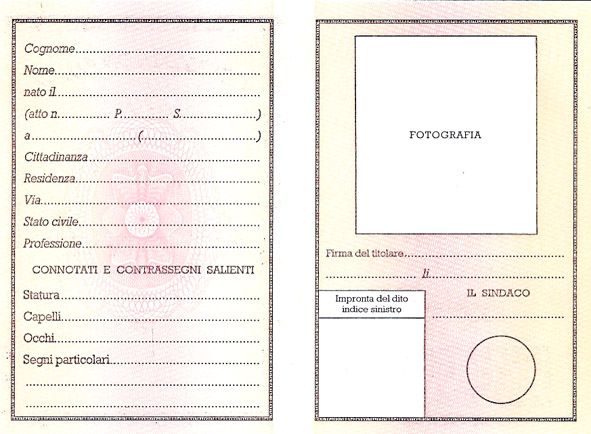 Cognome
Nome
nato il
(atto n. P. S. )
a ( )
Cittadinanza
Residenza
Via
Stato civile
Professione
CONNOTATI E CONTRASSEGNI SALIENTI
Statura
Capelli
Occhi
Segni particolari
FOTOGRAFIA
Firma del titolare
li
Impronta del dito
indice sinistro
IL SINDACO